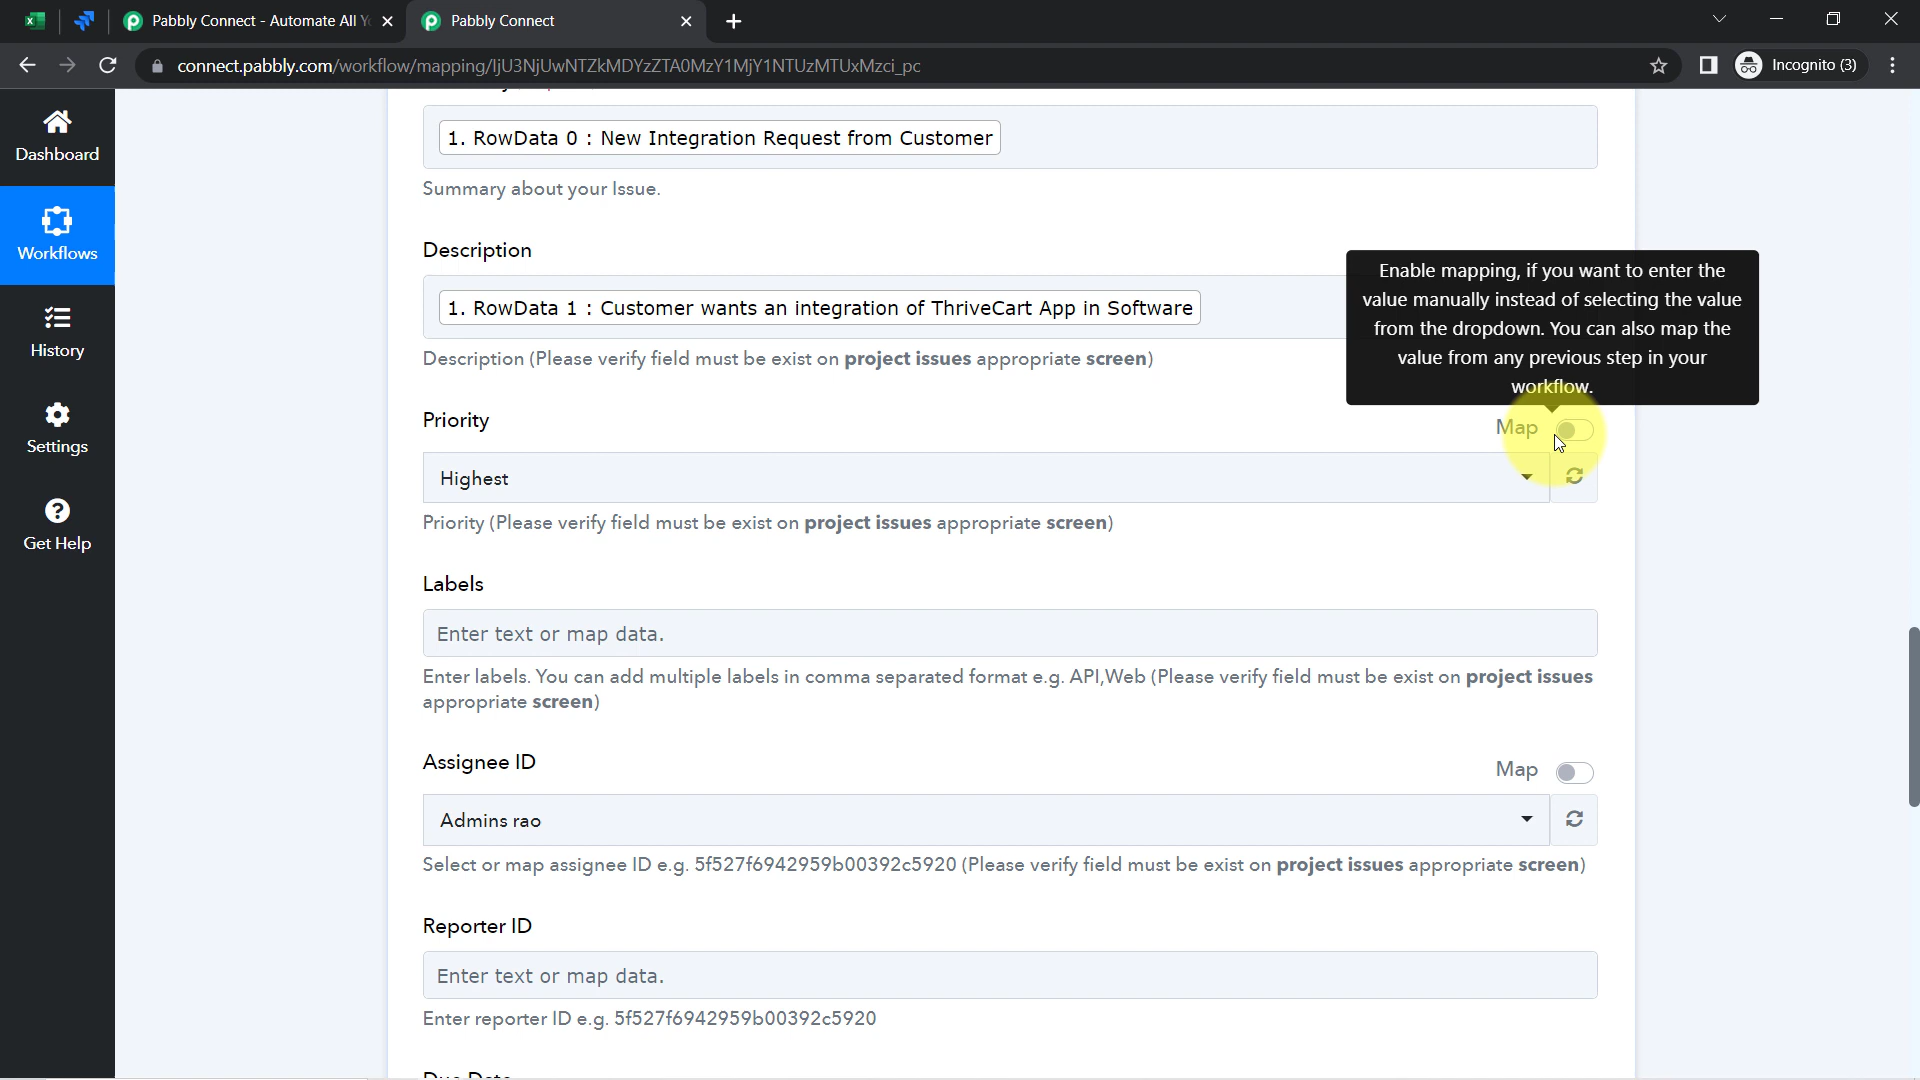 Pabbly Connect - Automate All Y
Pabbly Connect
connect.pabbly.com/workflow/mapping/IjU3NjUwNTZkMDYzZTA0MzY1MjY1NTUzMTUxMzci_pc
Incognito (3)
Dashboard
Workflows
History
Settings
Get Help
1. RowData 0 : New Integration Request from Customer
Summary about your Issue.
Description
1. RowData 1 : Customer wants an integration of ThriveCart App in Software
Description (Please verify field must be exist on project issues appropriate screen)
Enable mapping, if you want to enter the
value manually instead of selecting the value
from the dropdown. You can also map the
value from any previous step in your
workflow.
Priority
Map
Highest
Priority (Please verify field must be exist on project issues appropriate screen)
Labels
Enter text or map data.
Enter labels. You can add multiple labels in comma separated format e.g. API,Web (Please verify field must be exist on project issues
appropriate screen)
Assignee ID
Map
Admins rao
Select or map assignee ID e.g. 5f527f6942959b00392c5920 (Please verify field must be exist on project issues appropriate screen)
Reporter ID
Enter text or map data.
Enter reporter ID e.g. 5f527f6942959b00392c5920
Due Date